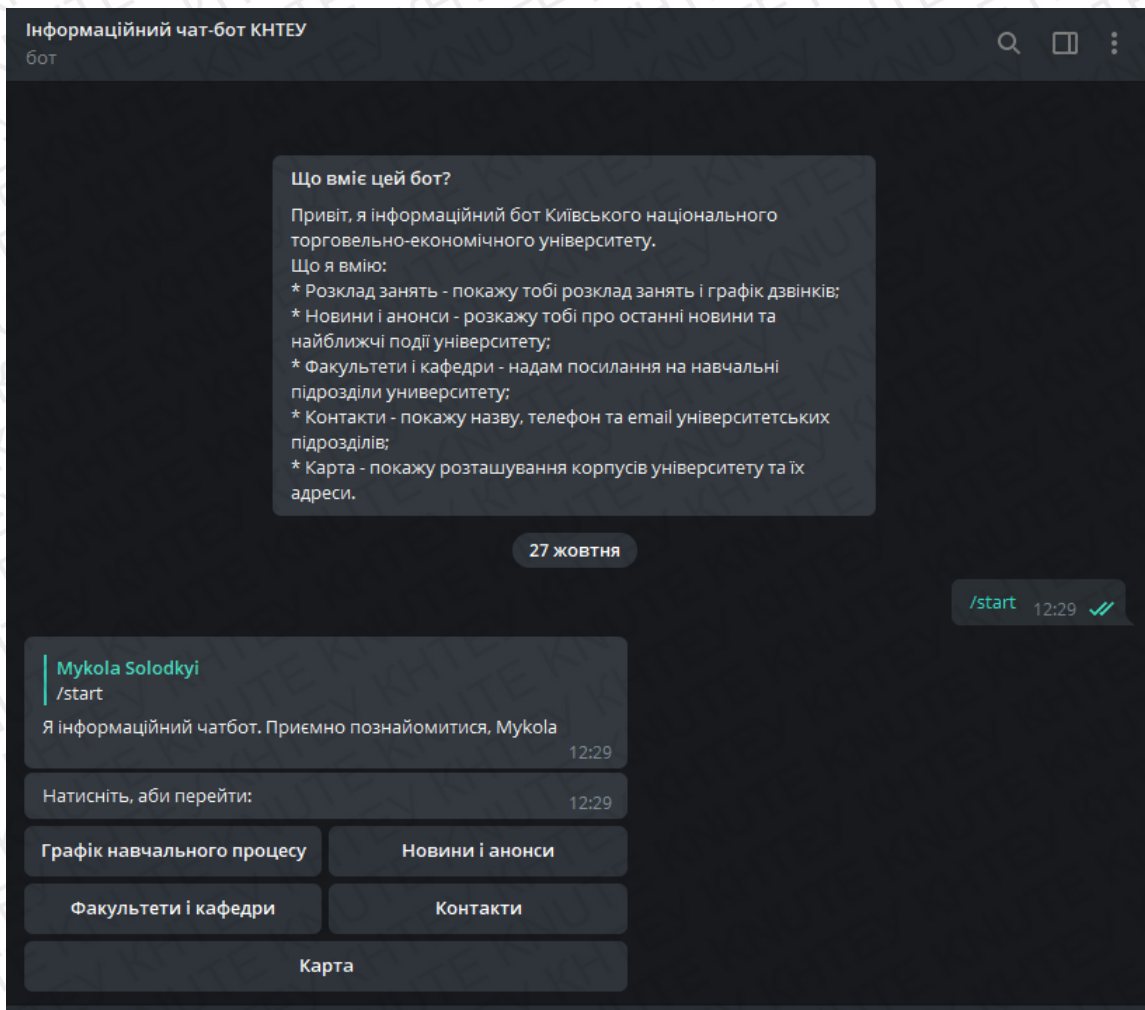 Інформаційний чат-бот КНТЕУ
бот
Що вміє цей бот?
Привіт, я інформаційний бот Київського національного
торговельно-економічного університету.
Що я вмію:
* Розклад занять - покажу тобі розклад занять і графік дзвінків;
* Новини і анонси - розкажу тобі про останні новини та
найближчі події університету;
* Факультети і кафедри - надам посилання на навчальні
підрозділи университету;
* Контакти - покажу назву, телефон та email університетських
підрозділів;
* Карта - покажу розташування корпусів університету та їх
адреси.
27 жовтня
/start 12:29
Mykola Solodkyi
/start
Я інформаційний чатбот. Приємно познайомитися, Mykola
12:29
Натисніть, аби перейти: 12:29
Графік навчального процесу Новини і анонси
Факультети і кафедри Контакти
Карта